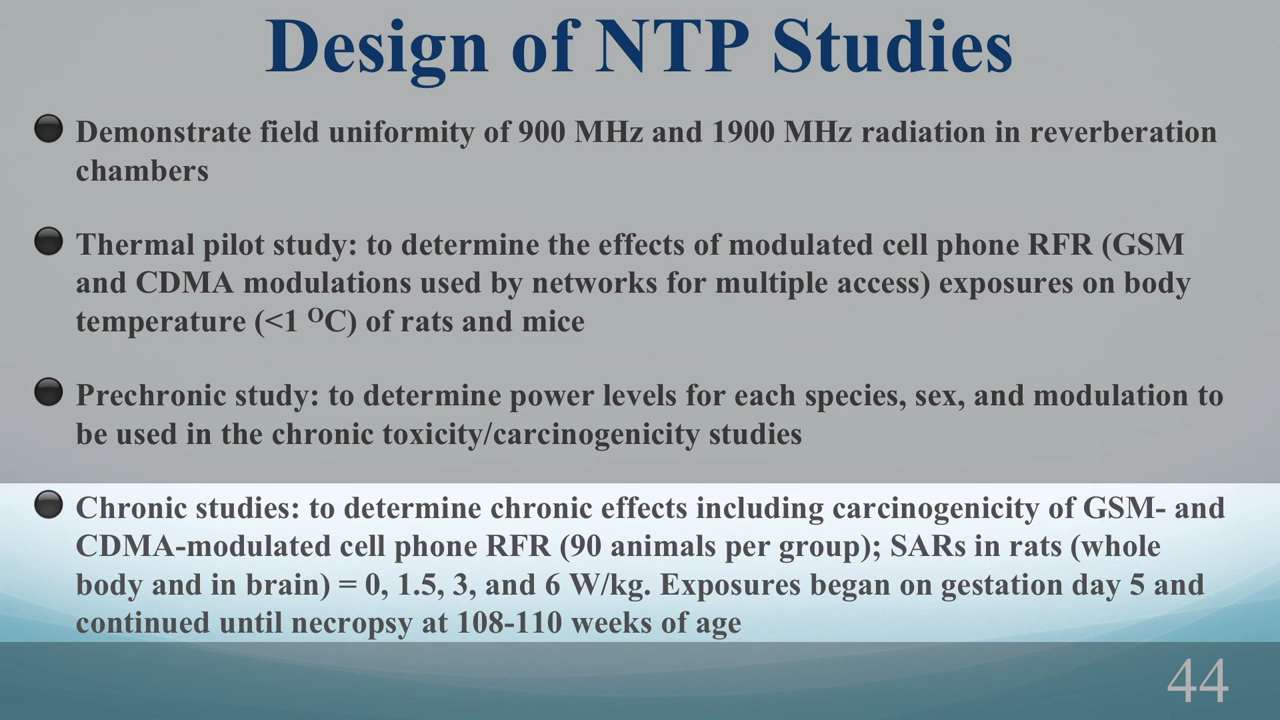 Design of NTP Studies
Demonstrate field uniformity of 900 MHz and 1900 MHz radiation in reverberation
chambers
Thermal pilot study: to determine the effects of modulated cell phone RFR (GSM
and CDMA modulations used by networks for multiple access) exposures on body
temperature (<1 ᴼC) of rats and mice
Prechronic study: to determine power levels for each species, sex, and modulation to
be used in the chronic toxicity/carcinogenicity studies
Chronic studies: to determine chronic effects including carcinogenicity of GSM- and
CDMA-modulated cell phone RFR (90 animals per group); SARs in rats (whole
body and in brain) = 0, 1.5, 3, and 6 W/kg. Exposures began on gestation day 5 and
continued until necropsy at 108-110 weeks of age
44